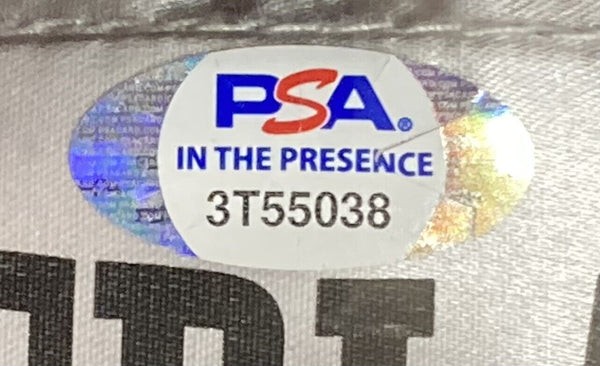 PSA®
IN THE PRESENCE
3T55038